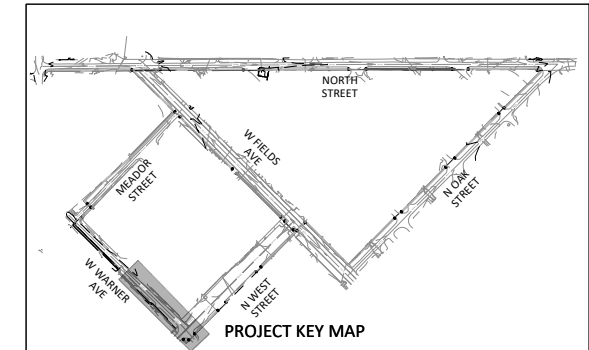 NORTH
STREET
W FIELDS
AVE
MEADOR
STREET
N OAK
STREET
W WARNER
AVE
N WEST
STREET
PROJECT KEY MAP